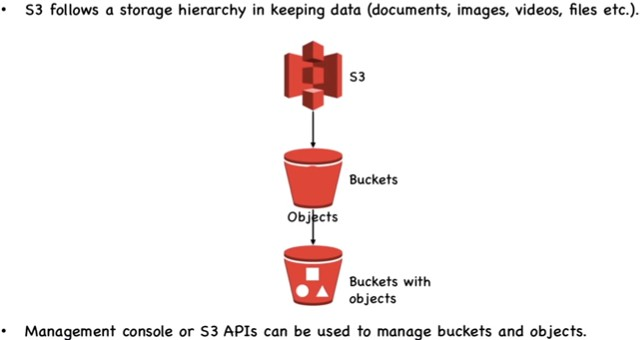 • S3 follows a storage hierarchy in keeping data (documents, images, videos, files etc.).
S3
Buckets
Objects
Buckets with
objects
• Management console or S3 APIs can be used to manage buckets and objects.